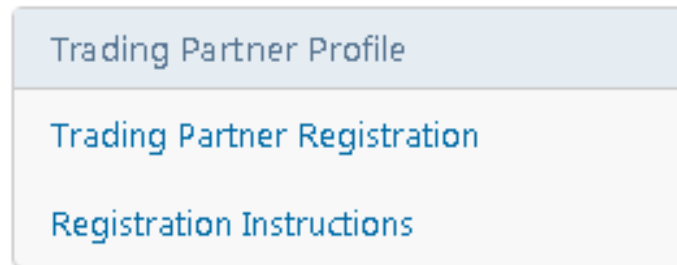 Trading Partner Profile
Trading Partner Registration
Registration Instructions